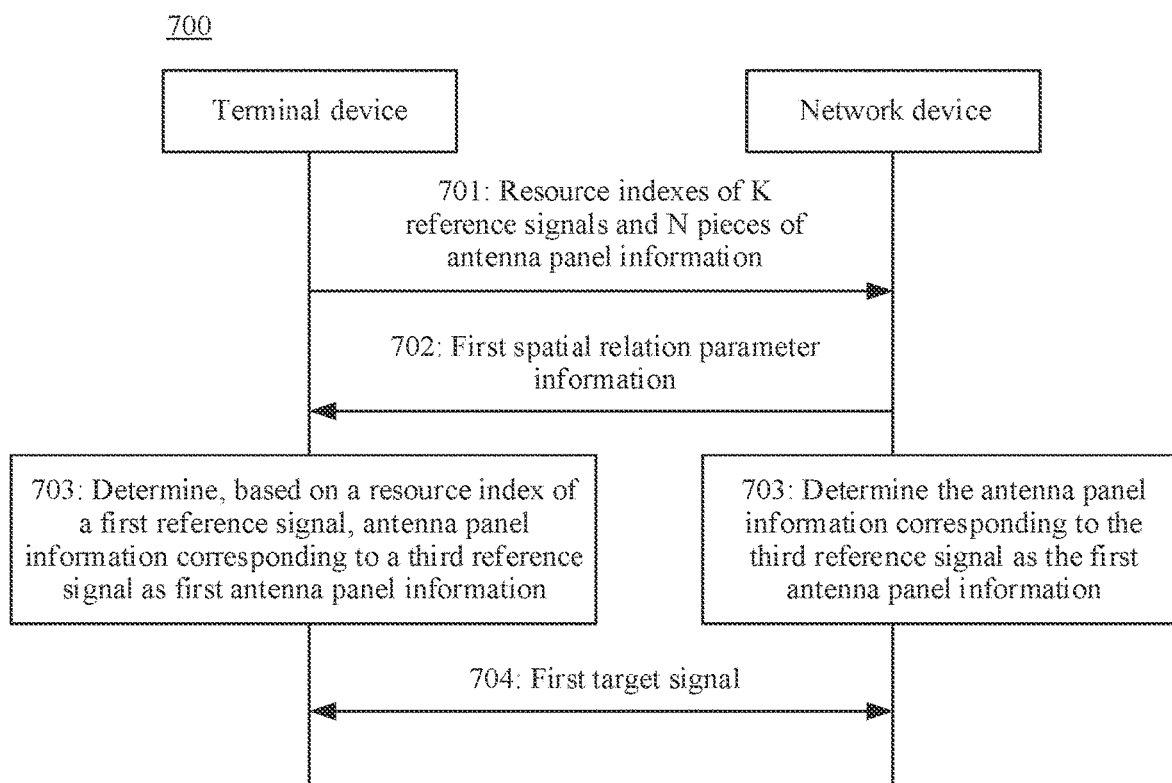 700
Terminal device
Network device
701: Resource indexes of K
reference signals and N pieces of
antenna panel information
702: First spatial relation parameter
information
703: Determine, based on a resource index of
a first reference signal, antenna panel
information corresponding to a third reference
signal as first antenna panel information
703: Determine the antenna panel
information corresponding to the
third reference signal as the first
antenna panel information
704: First target signal